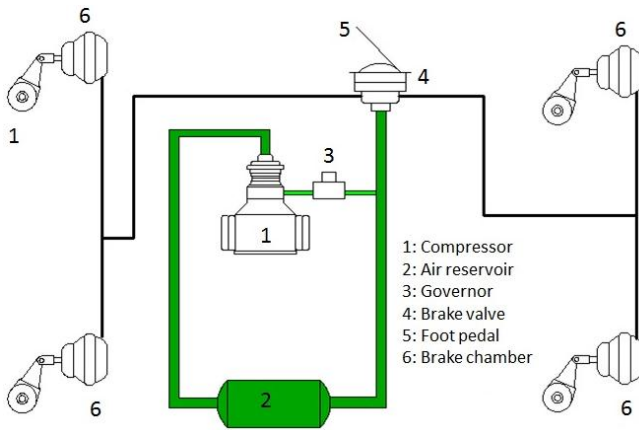 6
5
6
4
1
3
1
1: Compressor
2: Air reservoir
3: Governor
4: Brake valve
5: Foot pedal
6: Brake chamber
2
6
6